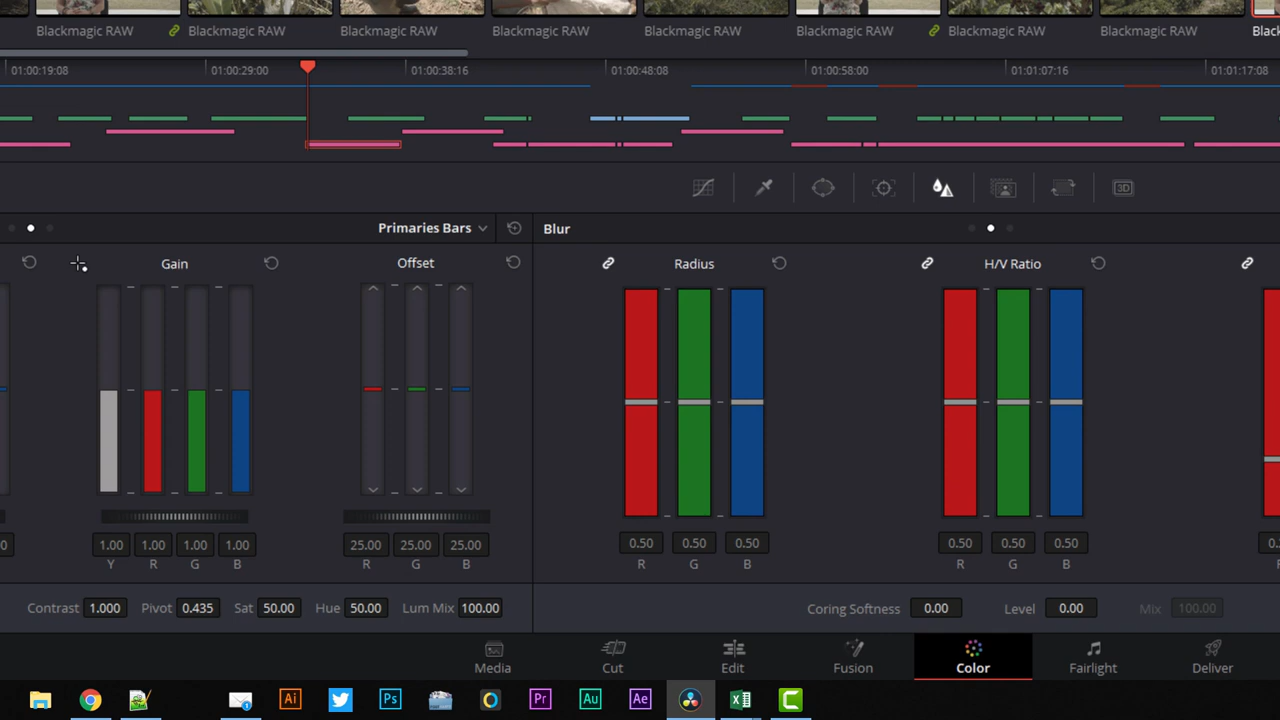 Blackmagic RAW Blackmagic RAW Blackmagic RAW Blackmagic RAW Blackmagic RAW Blackmagic RAW Blackmagic RAW Blackmagic RAW Black
01:00:19:08 01:00:29:00 01:00:38:16 01:00:48:08 01:00:58:00 01:01:07:16 01:01:17:08
3D
Primaries Bars
Blur
Gain Offset Radius H/V Ratio
1.00 1.00 1.00 1.00 25.00 25.00 25.00 0.50 0.50 0.50 0.50 0.50 0.50
Y R G B R G B R G B R G B
Contrast 1.000 Pivot 0.435 Sat 50.00 Hue 50.00 Lum Mix 100.00
Coring Softness 0.00 Level 0.00 Mix 100.00
Media Cut Edit Fusion Color Fairlight Deliver
Ai Ps Pr Au Ae